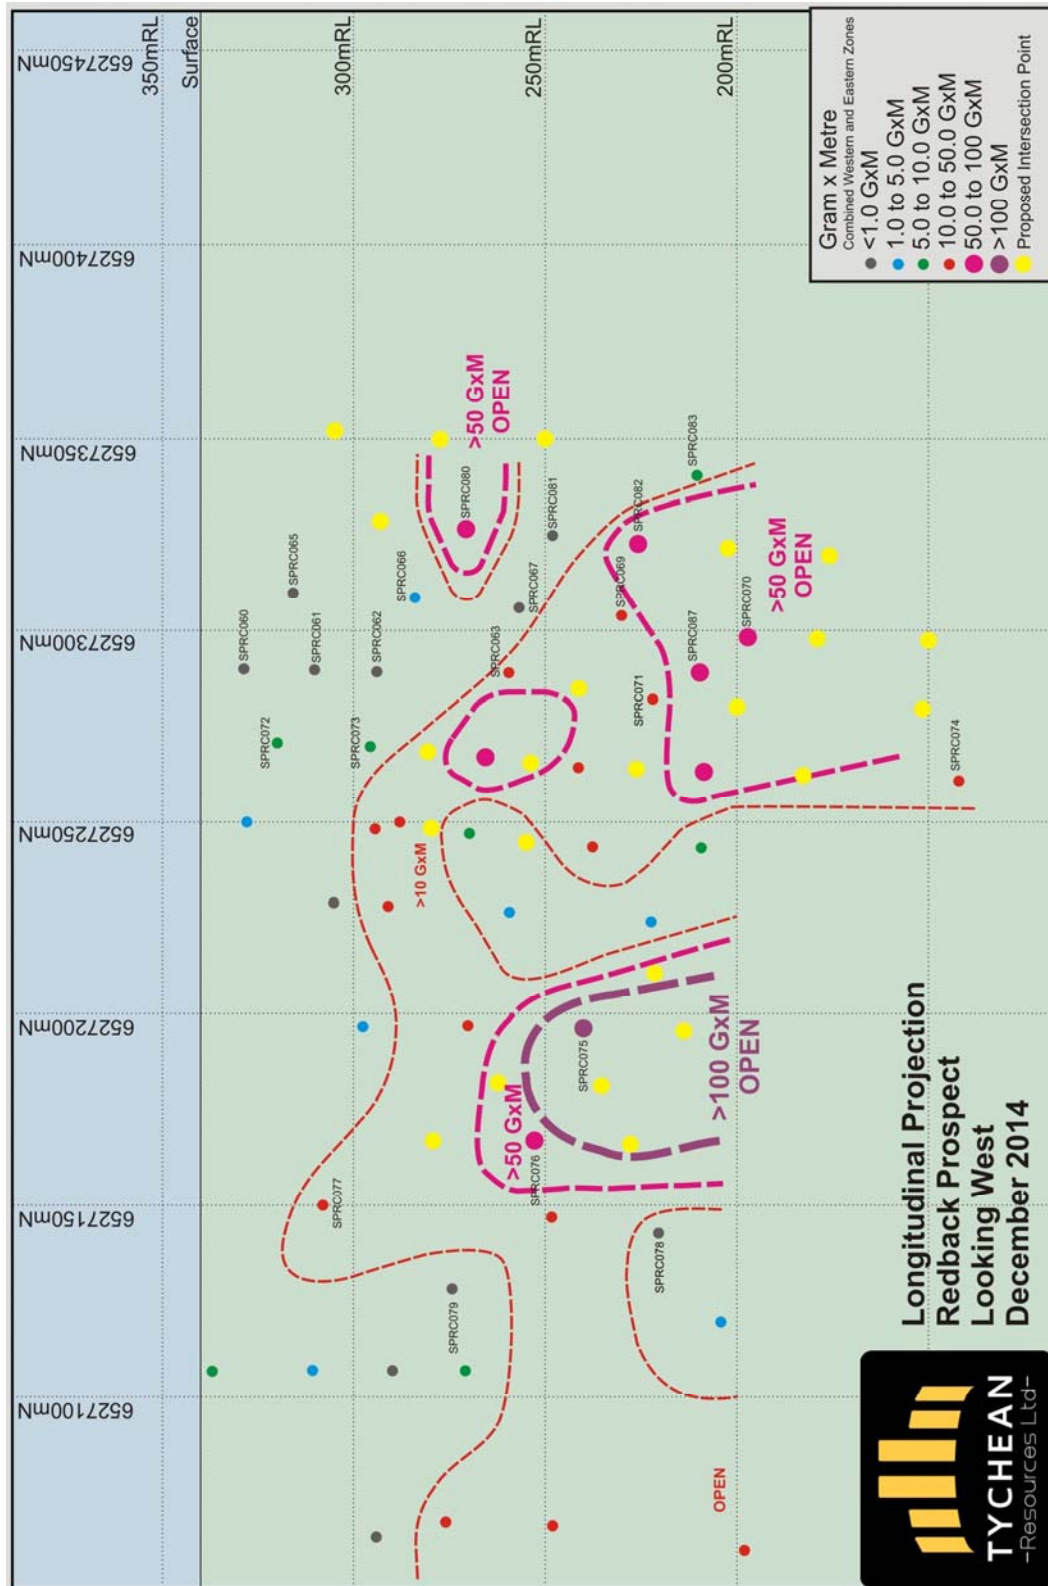 6527100mN
6527150mN
6527200mN
6527250mN
6527300mN
6527350mN
6527400mN
6527450mN
350mRL
Surface
300mRL
250mRL
200mRL
SPRC060
SPRC065
SPRC072
SPRC061
SPRC077
SPRC073
SPRC062
SPRC066
>10 GxM
SPRC079
SPRC063
SPRC080
>50 GxM
OPEN
SPRC067
SPRC081
>50 GxM
SPRC076
SPRC075
SPRC069
SPRC071
SPRC082
SPRC078
SPRC087
SPRC083
SPRC070
OPEN
>100 GxM
OPEN
>50 GxM
OPEN
SPRC074
Longitudinal Projection
Redback Prospect
Looking West
December 2014
TYCHEAN
-Resources Ltd-
Gram x Metre
Combined Western and Eastern Zones
<1.0 GxM
1.0 to 5.0 GxM
5.0 to 10.0 GxM
10.0 to 50.0 GxM
50.0 to 100 GxM
>100 GxM
Proposed Intersection Point